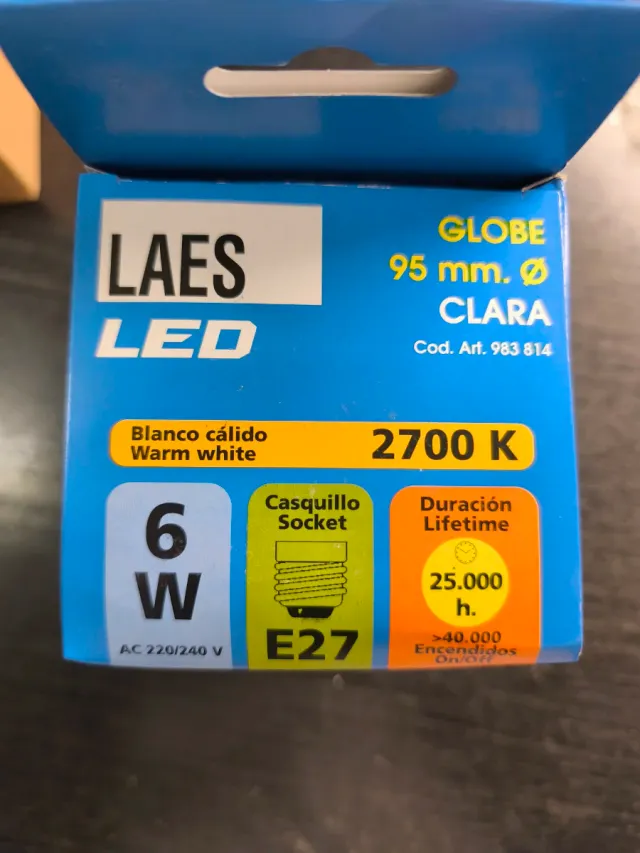 LAES
LED
GLOBE
95 mm. Ø
CLARA
Cod. Art. 983 814
Blanco cálido
Warm white
2700 K
6
W
AC 220/240 V
Casquillo
Socket
E27
Duración
Lifetime
25.000
h.
>40.000
Encendidos
On/Off